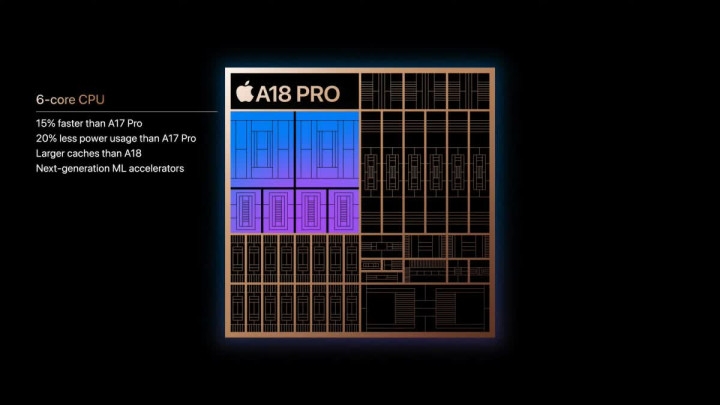 6-core CPU
15% faster than A17 Pro
20% less power usage than A17 Pro
Larger caches than A18
Next-generation ML accelerators
A18 PRO